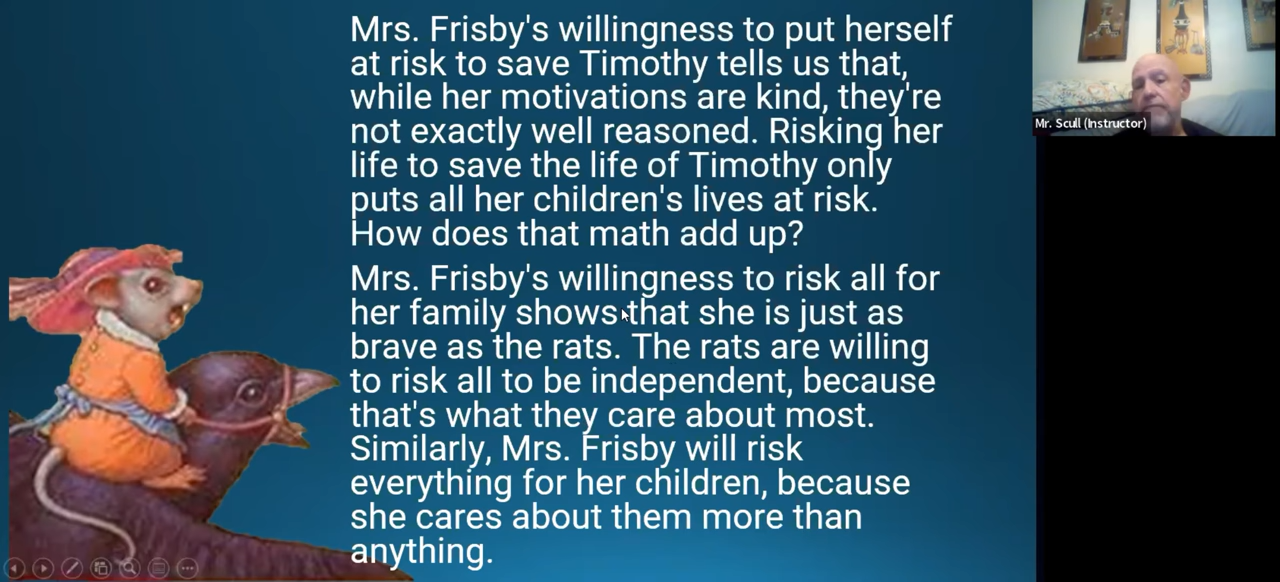 Mrs. Frisby's willingness to put herself
at risk to save Timothy tells us that,
while her motivations are kind, they're
not exactly well reasoned. Risking her
life to save the life of Timothy only
puts all her children's lives at risk.
How does that math add up?
Mrs. Frisby's willingness to risk all for
her family shows that she is just as
brave as the rats. The rats are willing
to risk all to be independent, because
that's what they care about most.
Similarly, Mrs. Frisby will risk
everything for her children, because
she cares about them more than
anything.
Mr. Scull (Instructor)